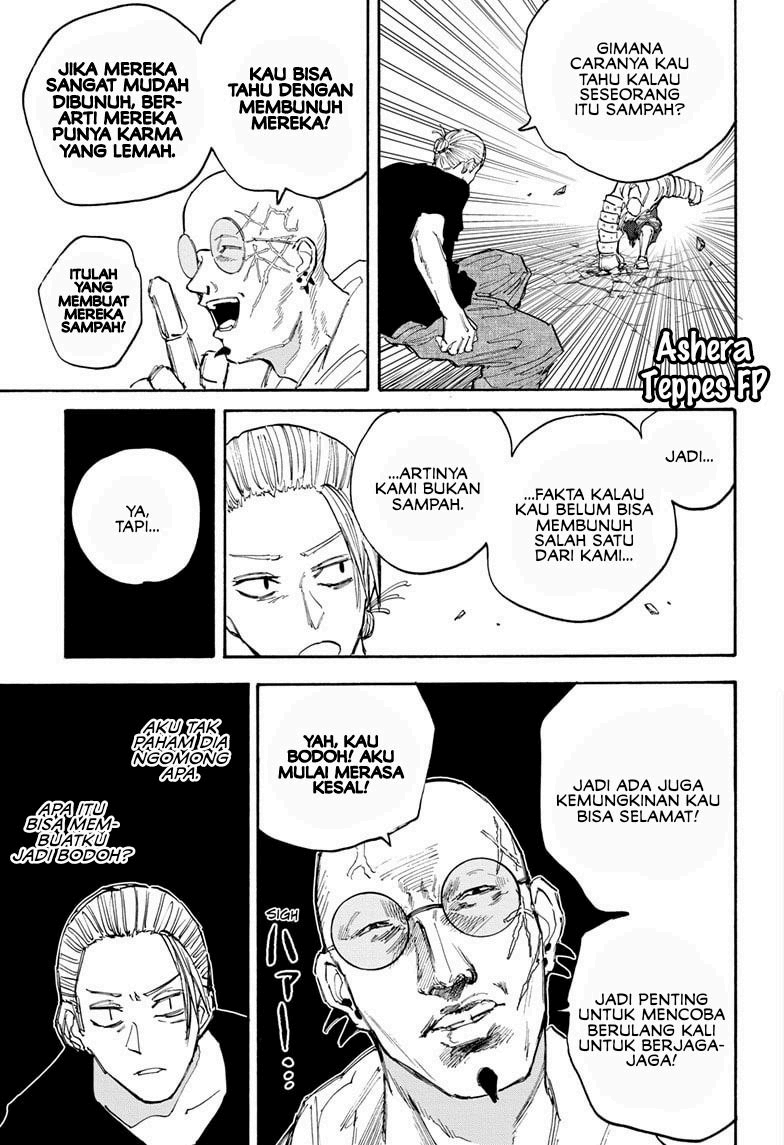 GIMANA
CARANYA KAU
TAHU KALAU
SESEORANG
ITU SAMPAH?
KAU BISA
TAHU DENGAN
MEMBUNUH
MEREKA!
JIKA MEREKA
SANGAT MUDAH
DIBUNUH, BER-
ARTI MEREKA
PUNYA KARMA
YANG LEMAH.
ITULAH
YANG
MEMBUAT
MEREKA
SAMPAH!
Ashera
Teppes FP
JADI...
...FAKTA KALAU
KAU BELUM BISA
MEMBUNUH
SALAH SATU
DARI KAMI...
...ARTINYA
KAMI BUKAN
SAMPAH.
YA,
TAPI...
JADI ADA JUGA
KEMUNGKINAN KAU
BISA SELAMAT!
JADI PENTING
UNTUK MENCOBA
BERULANG KALI
UNTUK BERJAGA-
JAGA!
YAH, KAU
BODOH! AKU
MULAI MERASA
KESAL!
SIGH
ハァー…
AKU TAK
PAHAM DIA
NGOMONG
APA.
APA ITU
BISA MEM-
BUATKU
JADI BODOH?